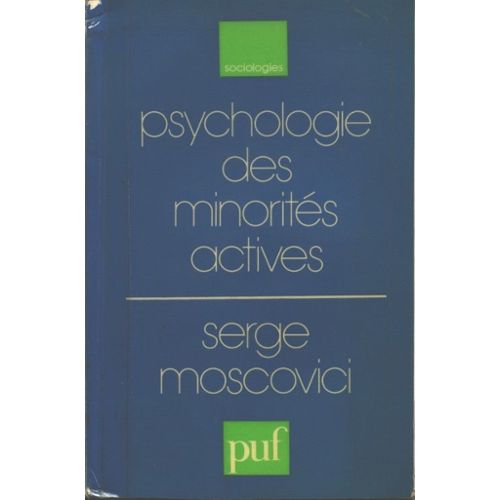 sociologies
psychologie
des
minorités
actives
serge
moscovici
puf